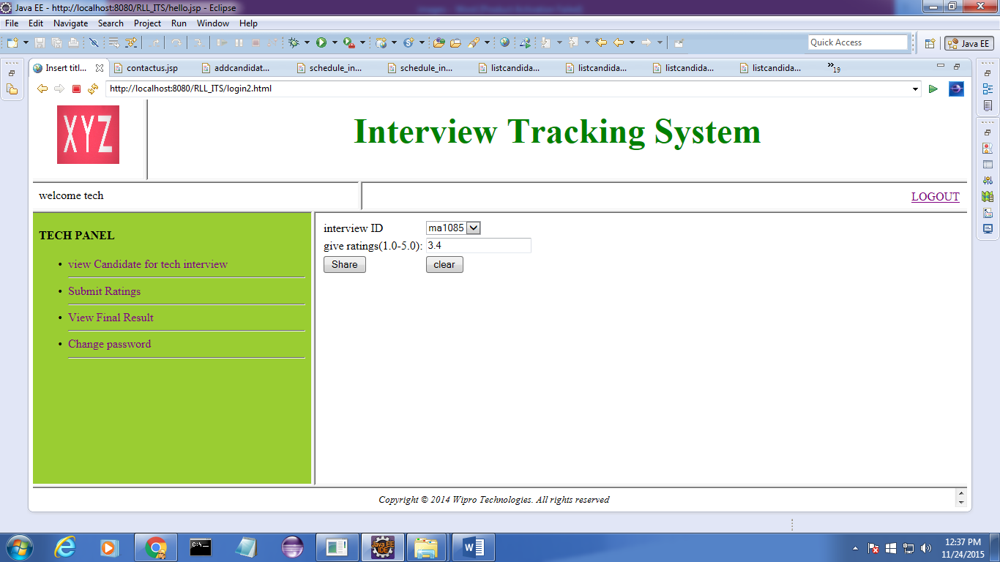 Java EE - http://localhost:8080/RLL_ITS/hello.jsp - Eclipse
File Edit Navigate Search Project Run Window Help
Quick Access
Java EE
Insert titl... contactus.jsp addcandidat... schedule_in... schedule_in... listcandida... listcandida... listcandida... listcandida... »19
http://localhost:8080/RLL_ITS/login2.html
XYZ
Interview Tracking System
welcome tech
LOGOUT
TECH PANEL
• view Candidate for tech interview
• Submit Ratings
• View Final Result
• Change password
interview ID ma1085
give ratings(1.0-5.0): 3.4
Share clear
Copyright © 2014 Wipro Technologies. All rights reserved
C:\
Java EE
IDE
12:37 PM
11/24/2015